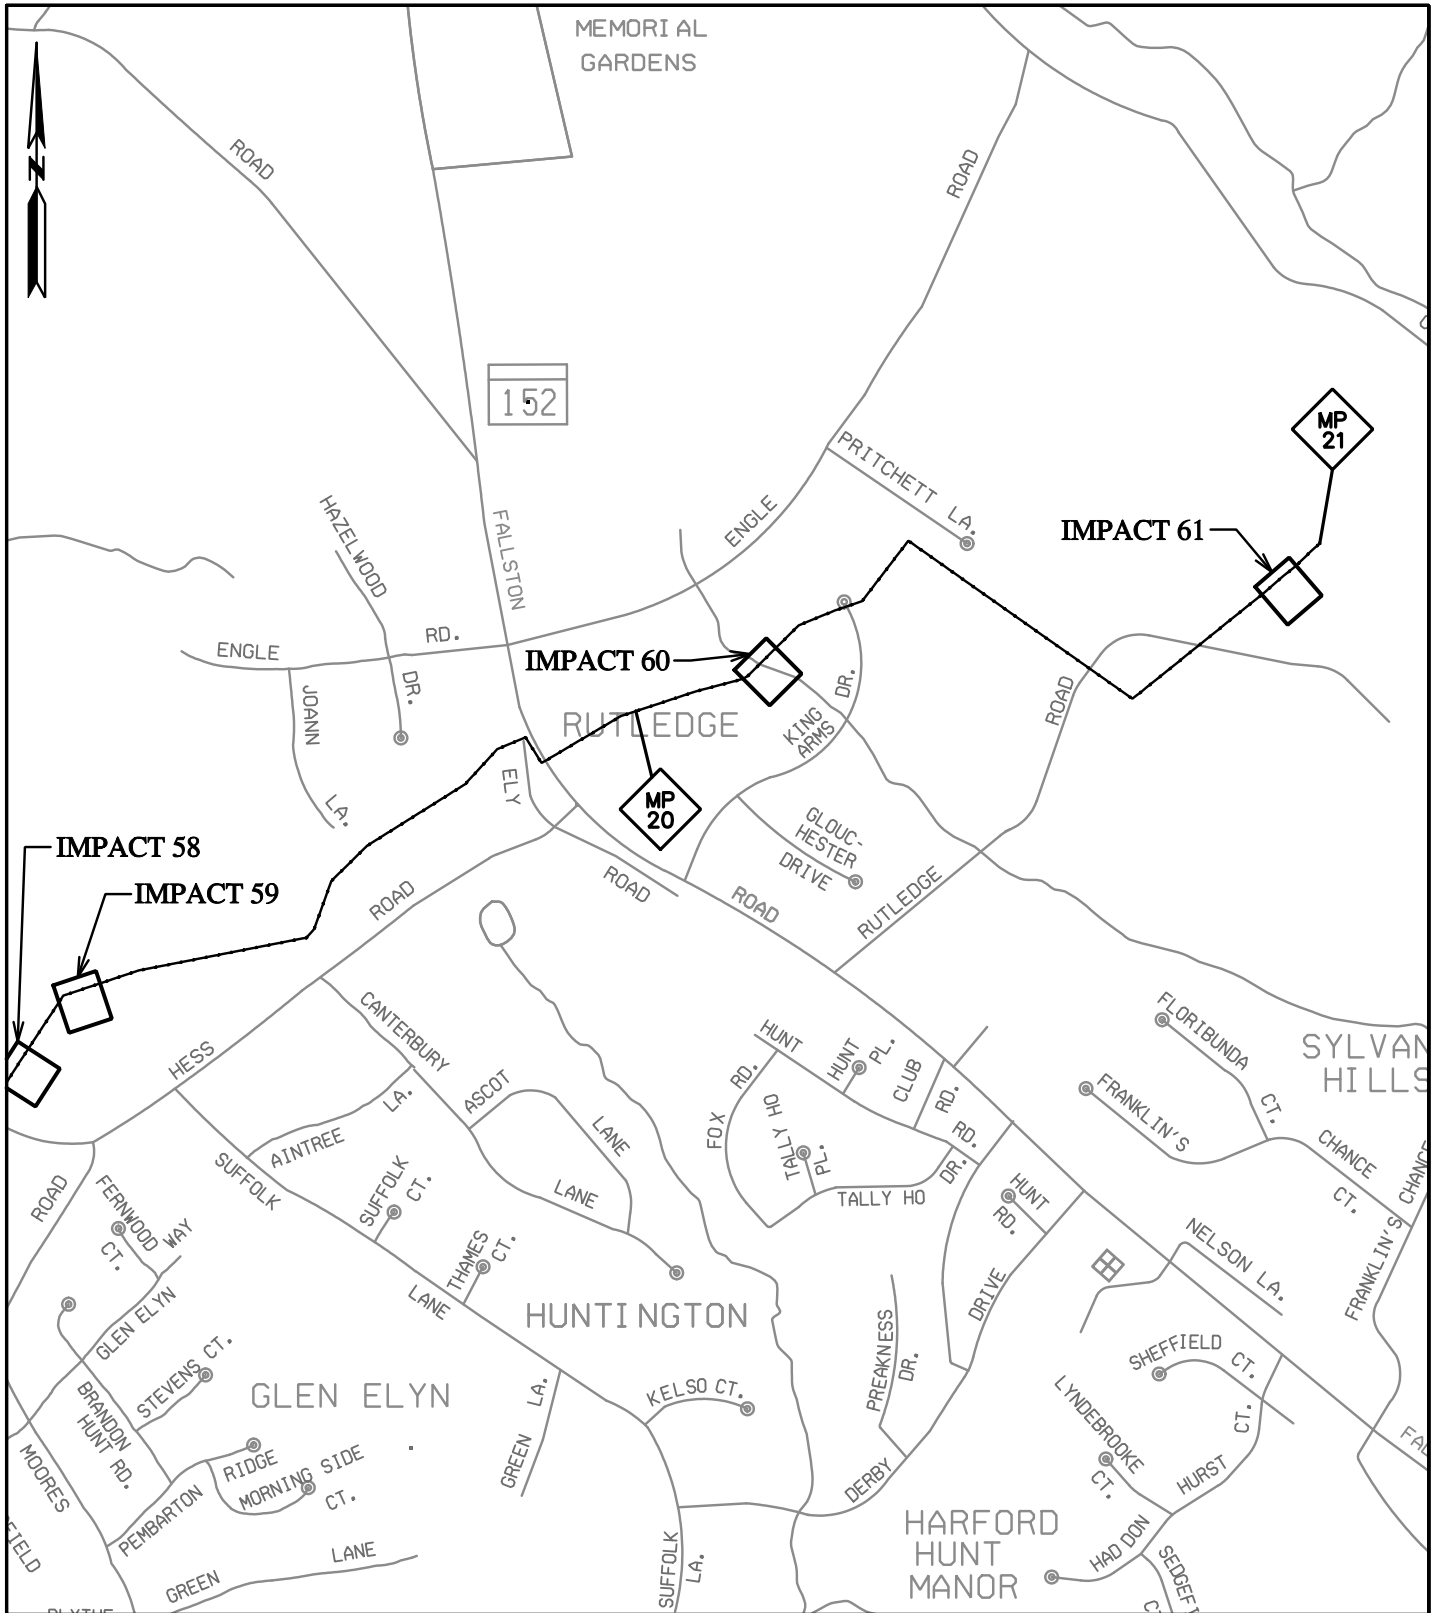 MEMORIAL
GARDENS
ROAD
ROAD
N
152
MP
21
PRITCHETT LA.
ENGLE
IMPACT 61
HAZELWOOD
DR.
FALLSTON
ENGLE
RD.
IMPACT 60
JOANN
LA.
RUTLEDGE
KING
ARMS
DR.
ROAD
ELY
ROAD
MP
20
GLOUC-
HESTER
DRIVE
IMPACT 58
IMPACT 59
ROAD
ROAD
RUTLEDGE
HESS
CANTERBURY
LANE
ASCOT
LANE
AINTREE
LA.
SUFFOLK
LANE
SUFFOLK
CT.
THAMES
CT.
HUNT
RD.
FOX
RD.
HUNT
PL.
CLUB
RD.
TALLY HO
PL.
TALLY HO
DR.
HUNT
RD.
FLORIBUNDA
CT.
SYLVAN
HILLS
FRANKLIN'S
CHANCE
CT.
FRANKLIN'S
CHANCE
ROAD
FERNWOOD
CT.
GLEN ELYN
WAY
NELSON LA.
HUNTINGTON
DRIVE
PREAKNESS
DR.
SHEFFIELD
CT.
STEVENS CT.
BRANDON
HUNT RD.
GLEN ELYN
GREEN
LA.
KELSO CT.
LYNDEBROOKE
CT.
HURST
CT.
MOORES
RIDGE
PEMBARTON
MORNING SIDE
CT.
DERBY
HARFORD
HUNT
MANOR
HAD DON
GREEN
LANE
SUFFOLK
LA.